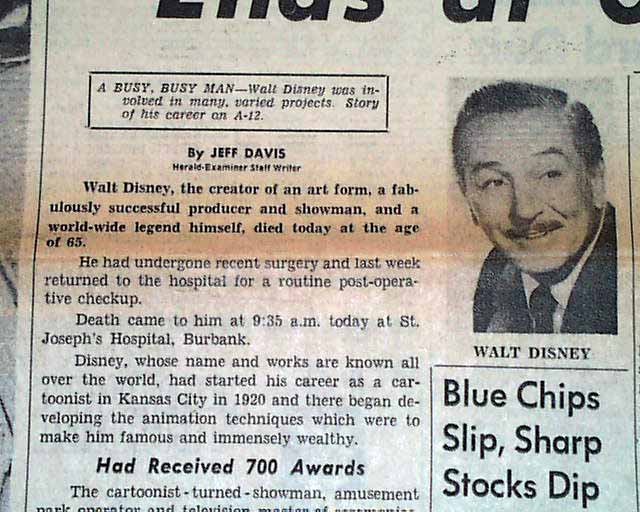 A BUSY, BUSY MAN—Walt Disney was in-
volved in many, varied projects. Story
of his career on A-12.
By JEFF DAVIS
Herald-Examiner Staff Writer
Walt Disney, the creator of an art form, a fab-
ulously successful producer and showman, and a
world-wide legend himself, died today at the age
of 65.
He had undergone recent surgery and last week
returned to the hospital for a routine post-opera-
tive checkup.
Death came to him at 9:35 a.m. today at St.
Joseph's Hospital, Burbank.
Disney, whose name and works are known all
over the world, had started his career as a car-
toonist in Kansas City in 1920 and there began de-
veloping the animation techniques which were to
make him famous and immensely wealthy.
Had Received 700 Awards
The cartoonist-turned-showman, amusement
park operator and television master of
WALT DISNEY
Blue Chips
Slip, Sharp
Stocks Dip